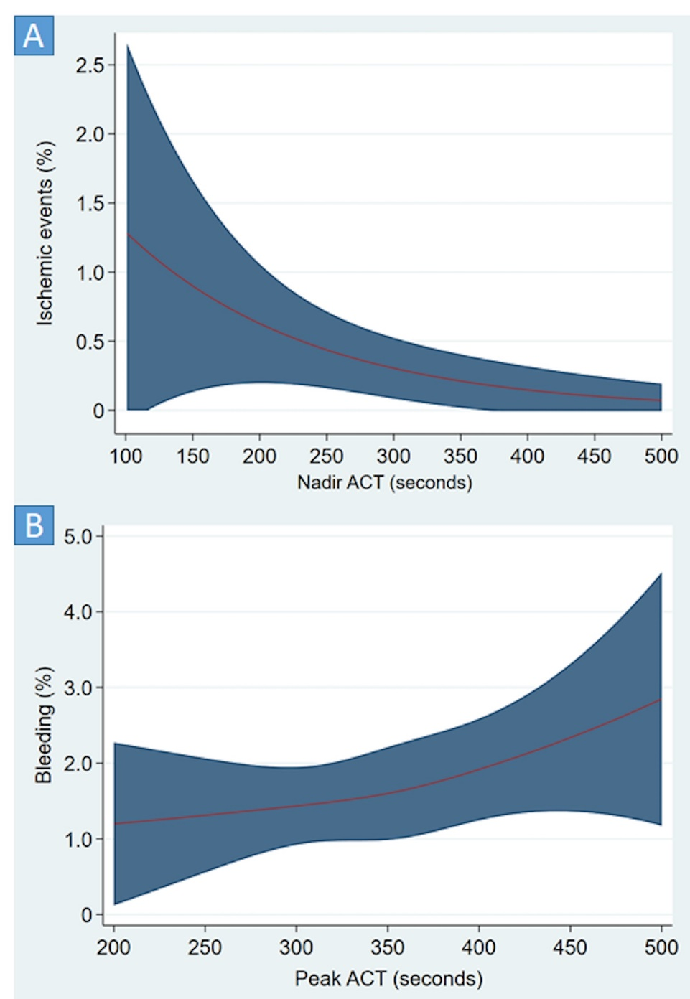 A
Ischemic events (%)
2.5
2.0
1.5
1.0
0.5
0
100 150 200 250 300 350 400 450 500
Nadir ACT (seconds)
B
Bleeding (%)
5.0
4.0
3.0
2.0
1.0
0
200 250 300 350 400 450 500
Peak ACT (seconds)